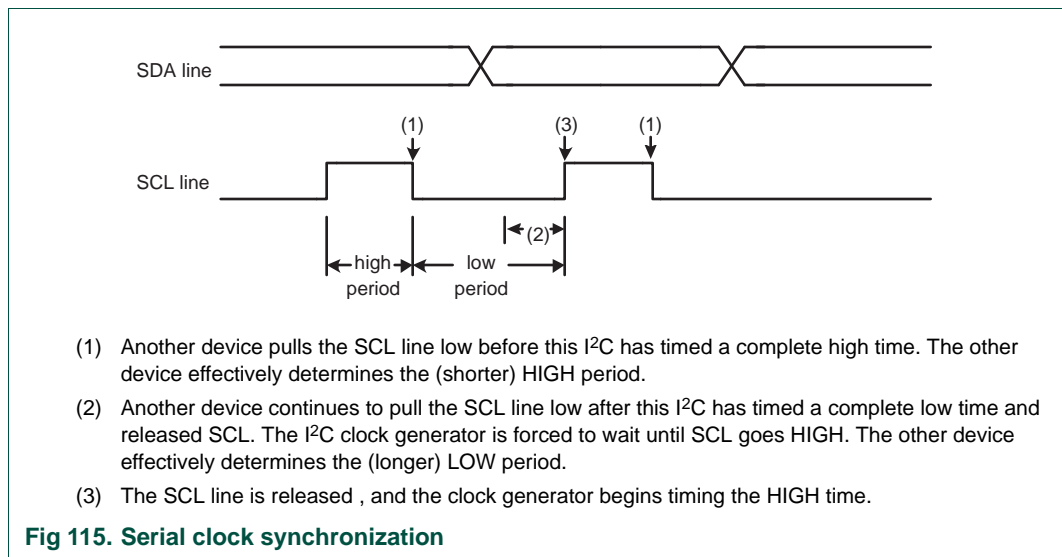 SDA line
(1) (3) (1)
SCL line
(2)
high low
period period
(1) Another device pulls the SCL line low before this I²C has timed a complete high time. The other
device effectively determines the (shorter) HIGH period.
(2) Another device continues to pull the SCL line low after this I²C has timed a complete low time and
released SCL. The I²C clock generator is forced to wait until SCL goes HIGH. The other device
effectively determines the (longer) LOW period.
(3) The SCL line is released , and the clock generator begins timing the HIGH time.
Fig 115. Serial clock synchronization